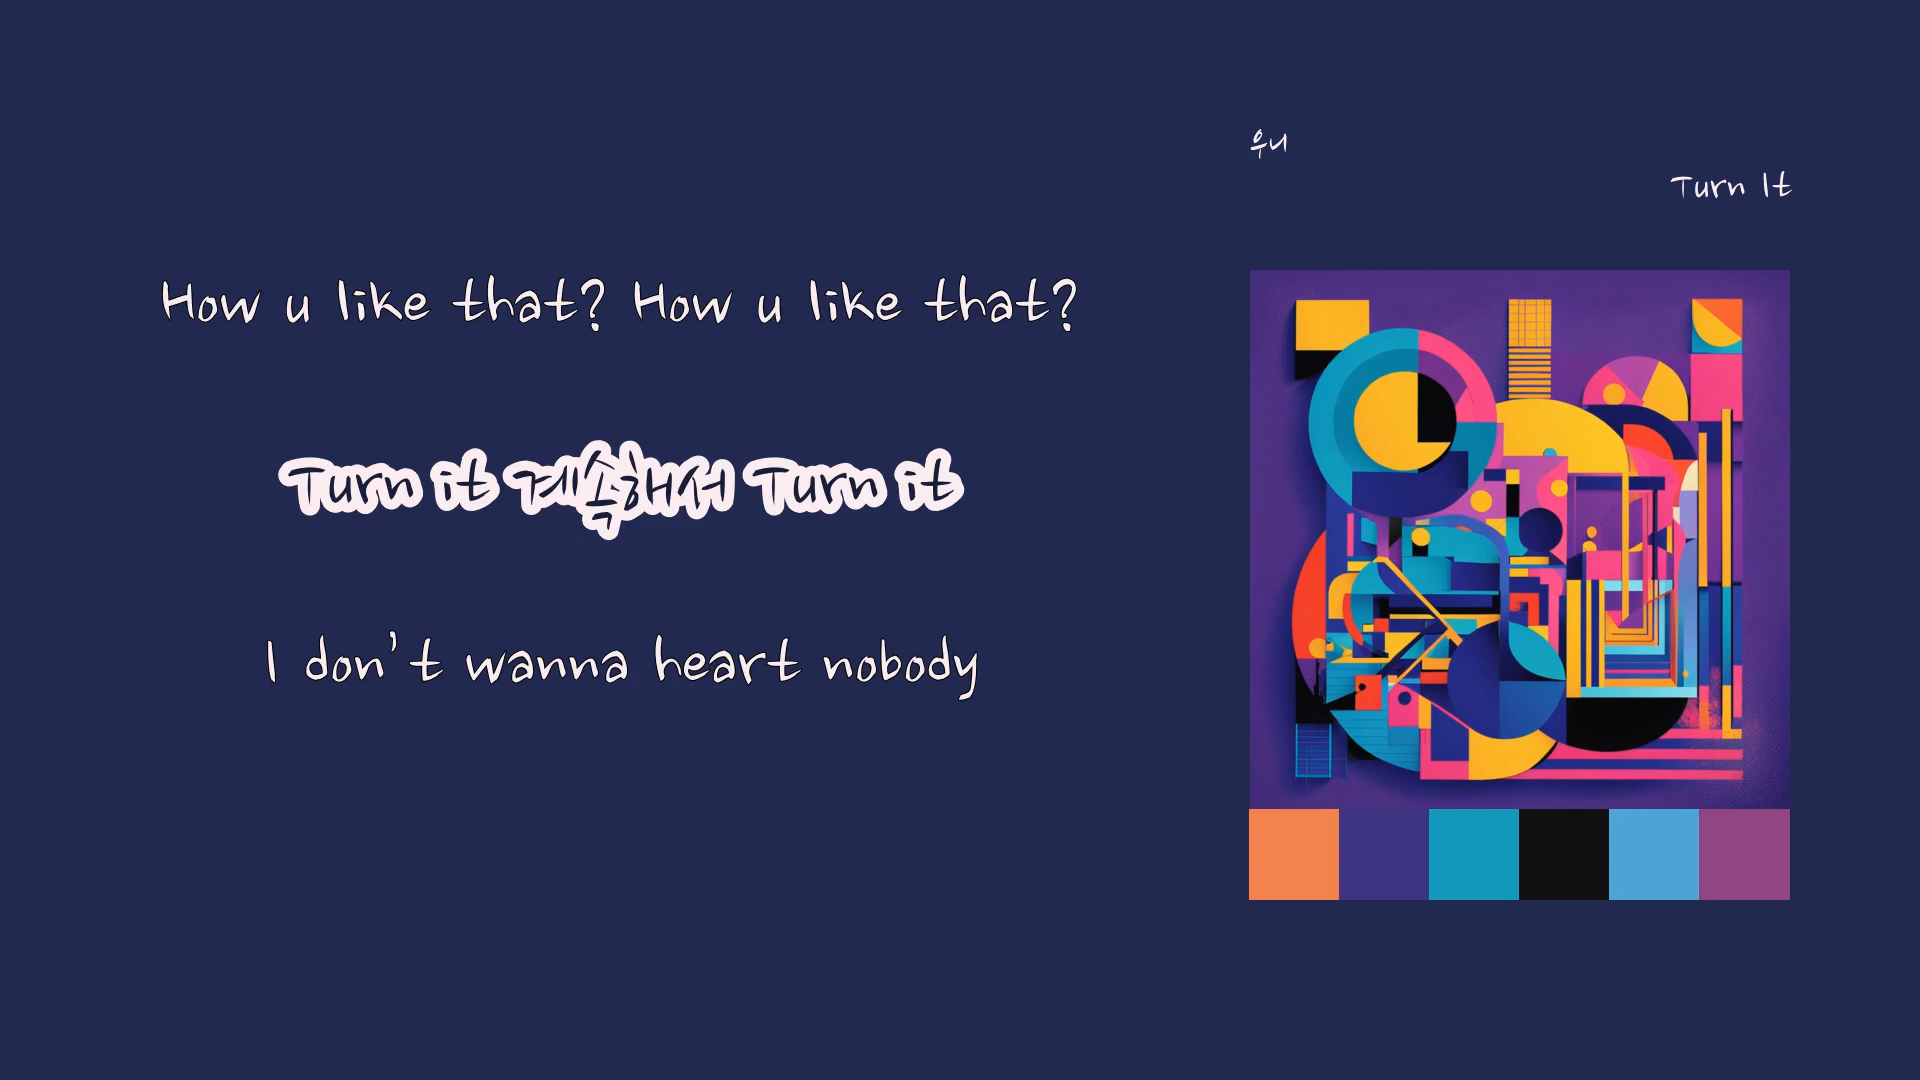 우니
Turn It
How u like that? How u like that?
Turn it 계속해서 Turn it
I don't wanna heart nobody